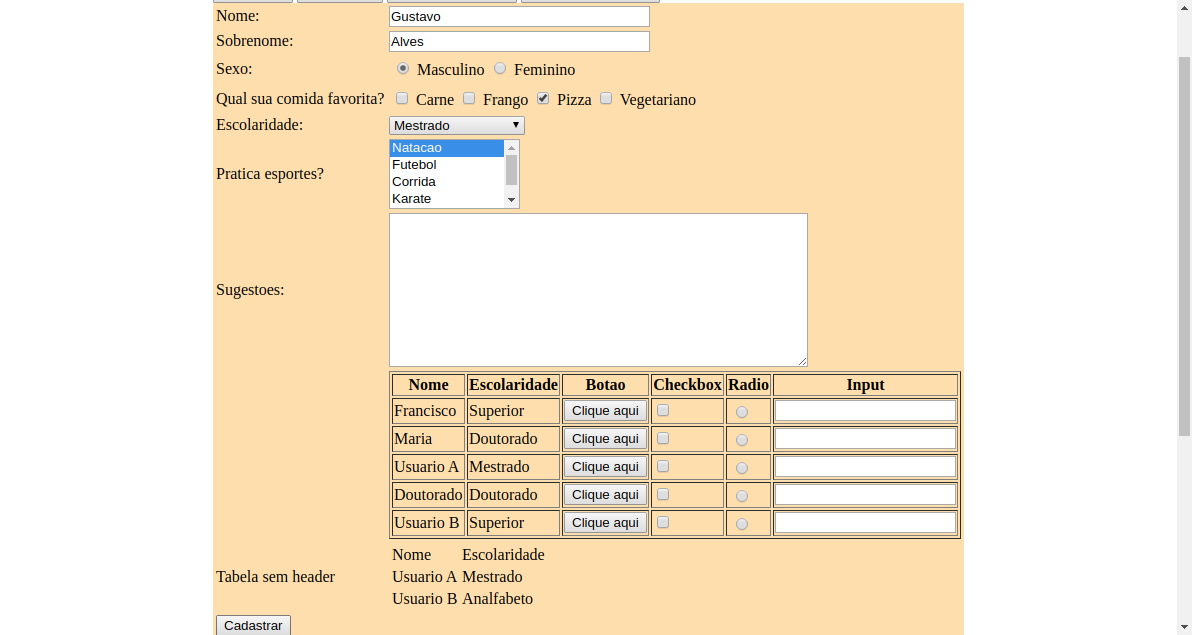 Nome: Gustavo
Sobrenome: Alves
Sexo: Masculino Feminino
Qual sua comida favorita? Carne Frango Pizza Vegetariano
Escolaridade: Mestrado
Natacao
Futebol
Pratica esportes?
Corrida
Karate
Sugestoes:
Nome Escolaridade Botao Checkbox Radio Input
Francisco Superior Clique aqui
Maria Doutorado Clique aqui
Usuario A Mestrado Clique aqui
Doutorado Doutorado Clique aqui
Usuario B Superior Clique aqui
Nome Escolaridade
Tabela sem header Usuario A Mestrado
Usuario B Analfabeto
Cadastrar